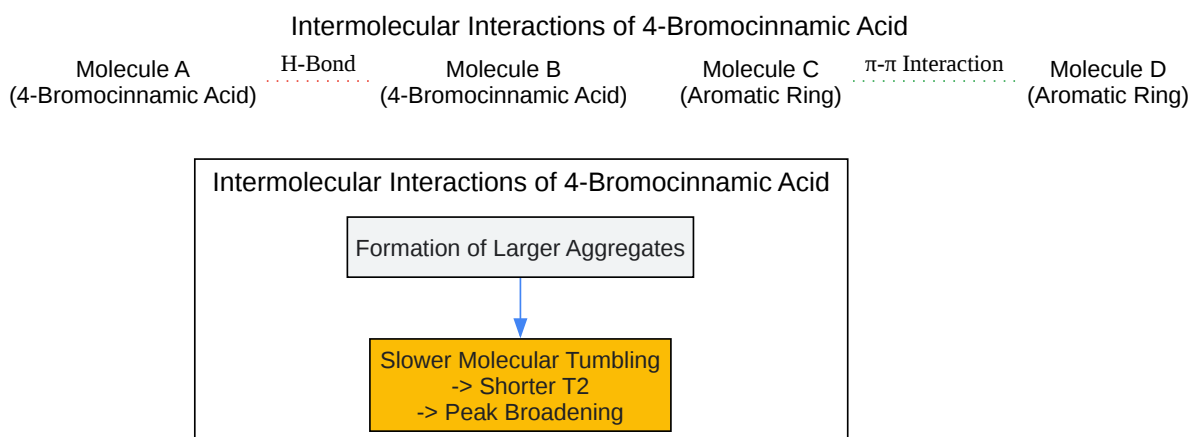 Intermolecular Interactions of 4-Bromocinnamic Acid
Molecule A
(4-Bromocinnamic Acid)
H-Bond
Molecule B
(4-Bromocinnamic Acid)
Molecule C
(Aromatic Ring)
π-π Interaction
Molecule D
(Aromatic Ring)
Intermolecular Interactions of 4-Bromocinnamic Acid
Formation of Larger Aggregates
Slower Molecular Tumbling
-> Shorter T2
-> Peak Broadening